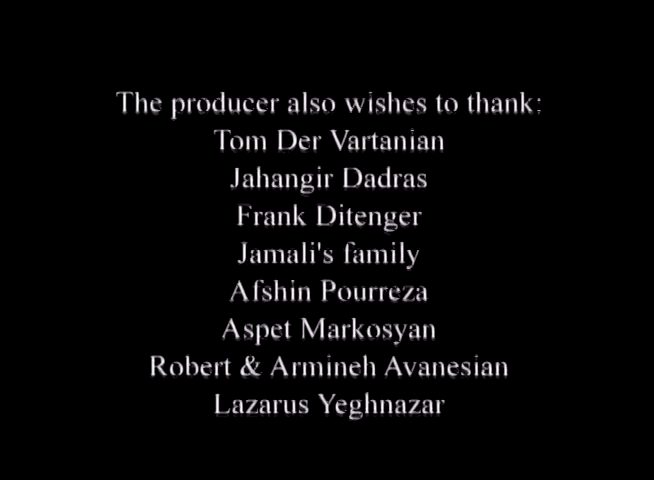 The producer also wishes to thank:
Tom Der Vartanian
Jahangir Dadras
Frank Ditenger
Jamali's family
Afshin Pourreza
Aspet Markosyan
Robert & Armineh Avanesian
Lazarus Yeghnazar